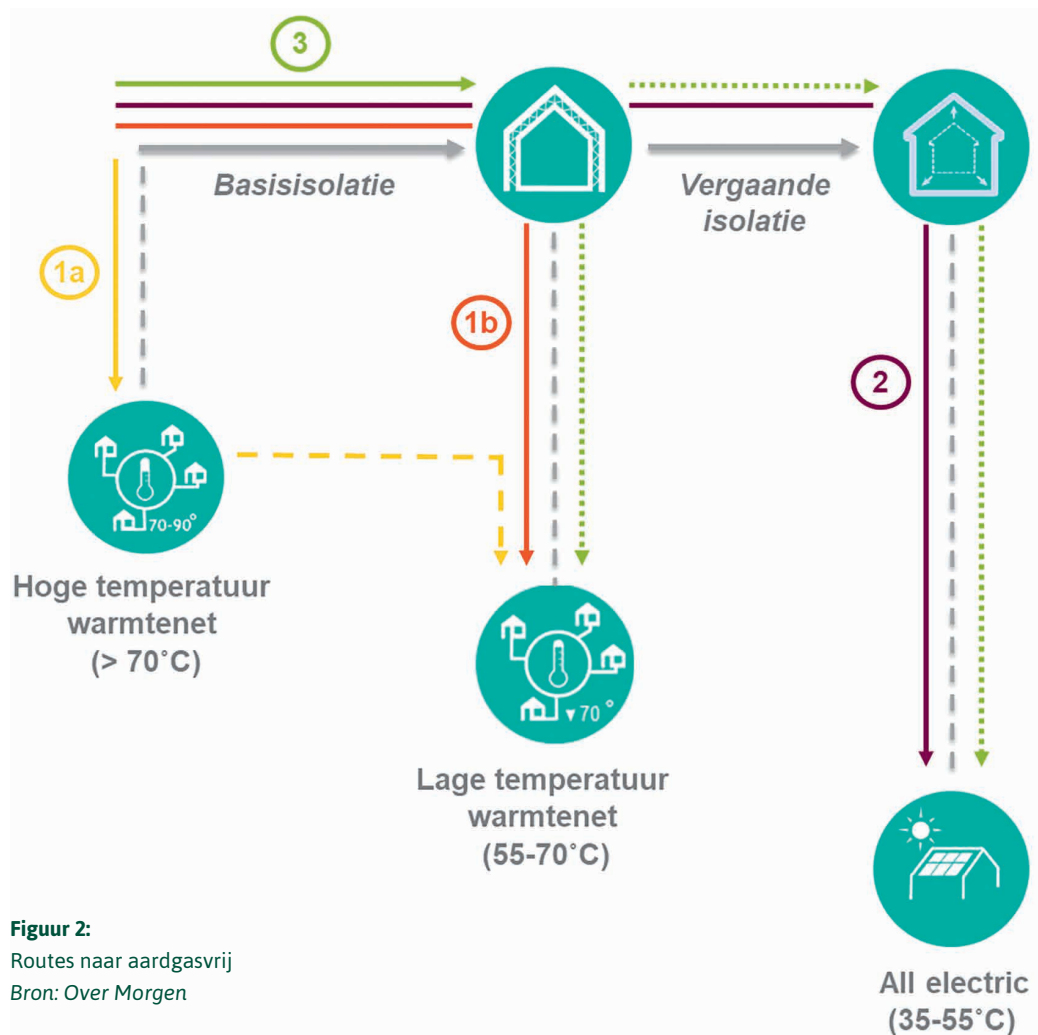 3
Basisisolatie
Vergaande
isolatie
1a
1b
2
70-90°
Hoge temperatuur
warmtenet
(> 70°C)
▼70 °
Lage temperatuur
warmtenet
(55-70°C)
All electric
(35-55°C)
Figuur 2:
Routes naar aardgasvrij
Bron: Over Morgen